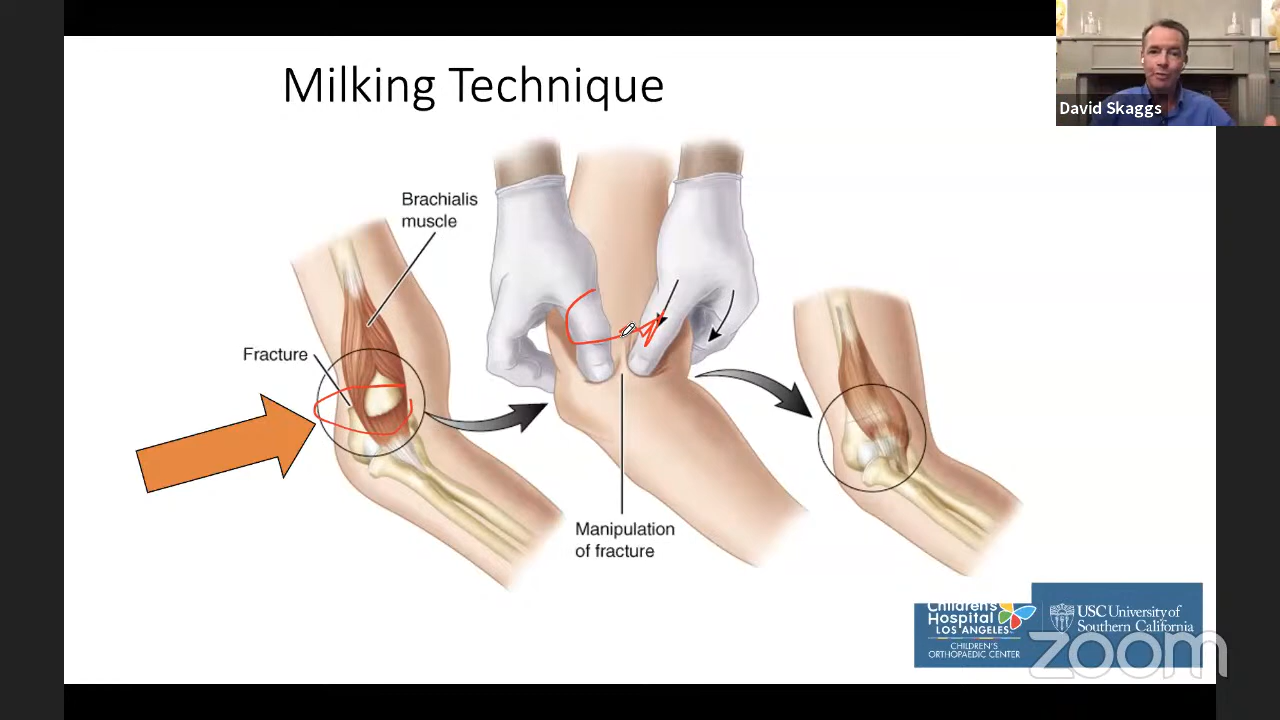 Milking Technique
David Skaggs
Brachialis
muscle
Fracture
Manipulation
of fracture
Children's
Hospital
LOS ANGELES
CHILDREN'S
ORTHOPAEDIC CENTER
USC University of
Southern California
zoom